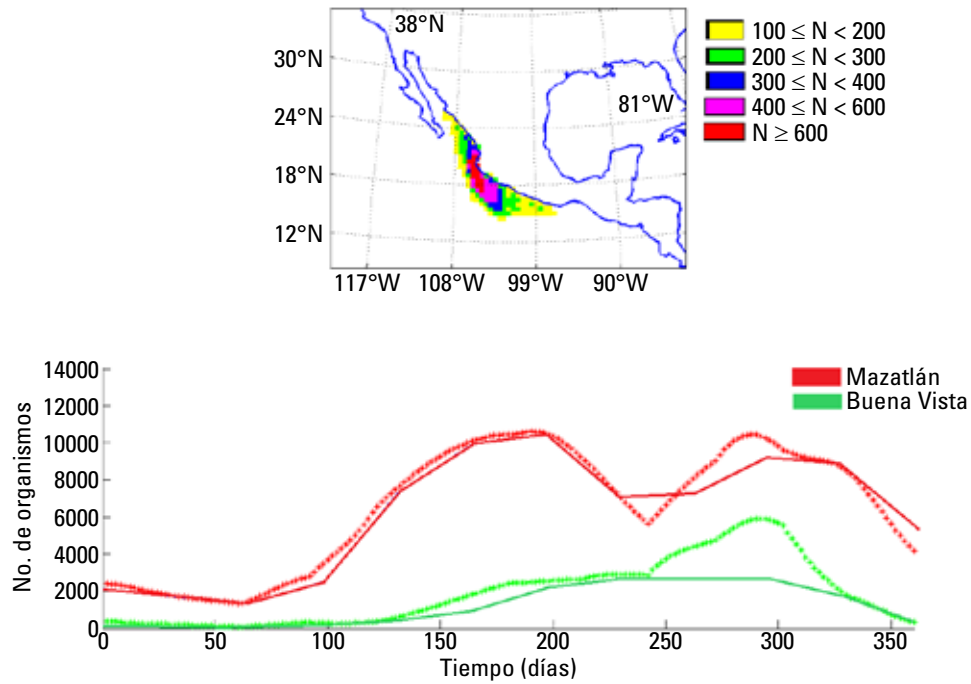 38°N
30°N
24°N
18°N
12°N
81°W
117°W 108°W 99°W 90°W
100 ≤ N < 200
200 ≤ N < 300
300 ≤ N < 400
400 ≤ N < 600
N ≥ 600
14000
12000
10000
8000
6000
4000
2000
0
No. de organismos
0 50 100 150 200 250 300 350
Tiempo (días)
Mazatlán
Buena Vista